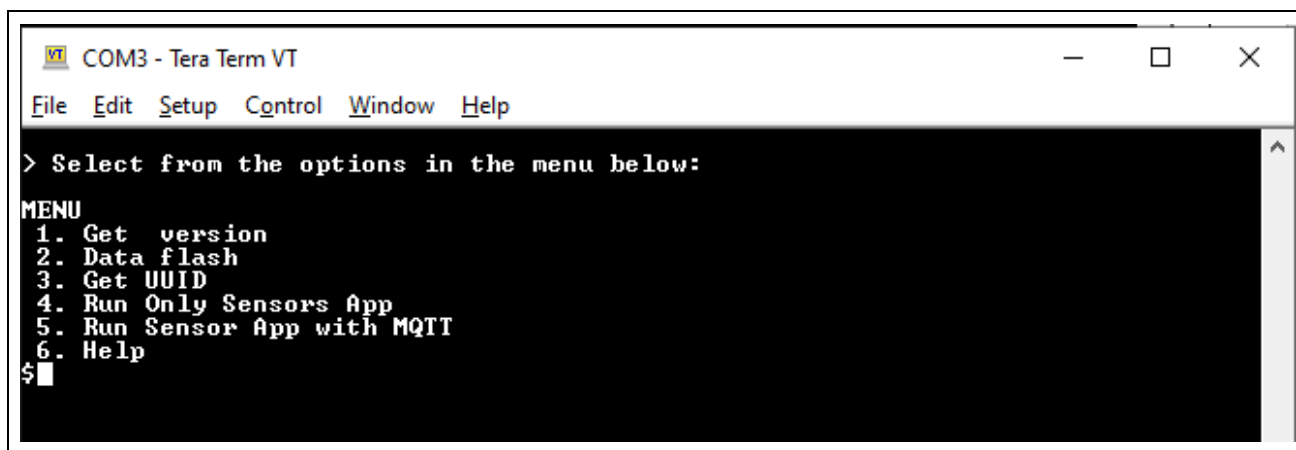 COM3 - Tera Term VT
File Edit Setup Control Window Help
> Select from the options in the menu below:
MENU
1. Get  version
2. Data flash
3. Get UUID
4. Run Only Sensors App
5. Run Sensor App with MQTT
6. Help
$